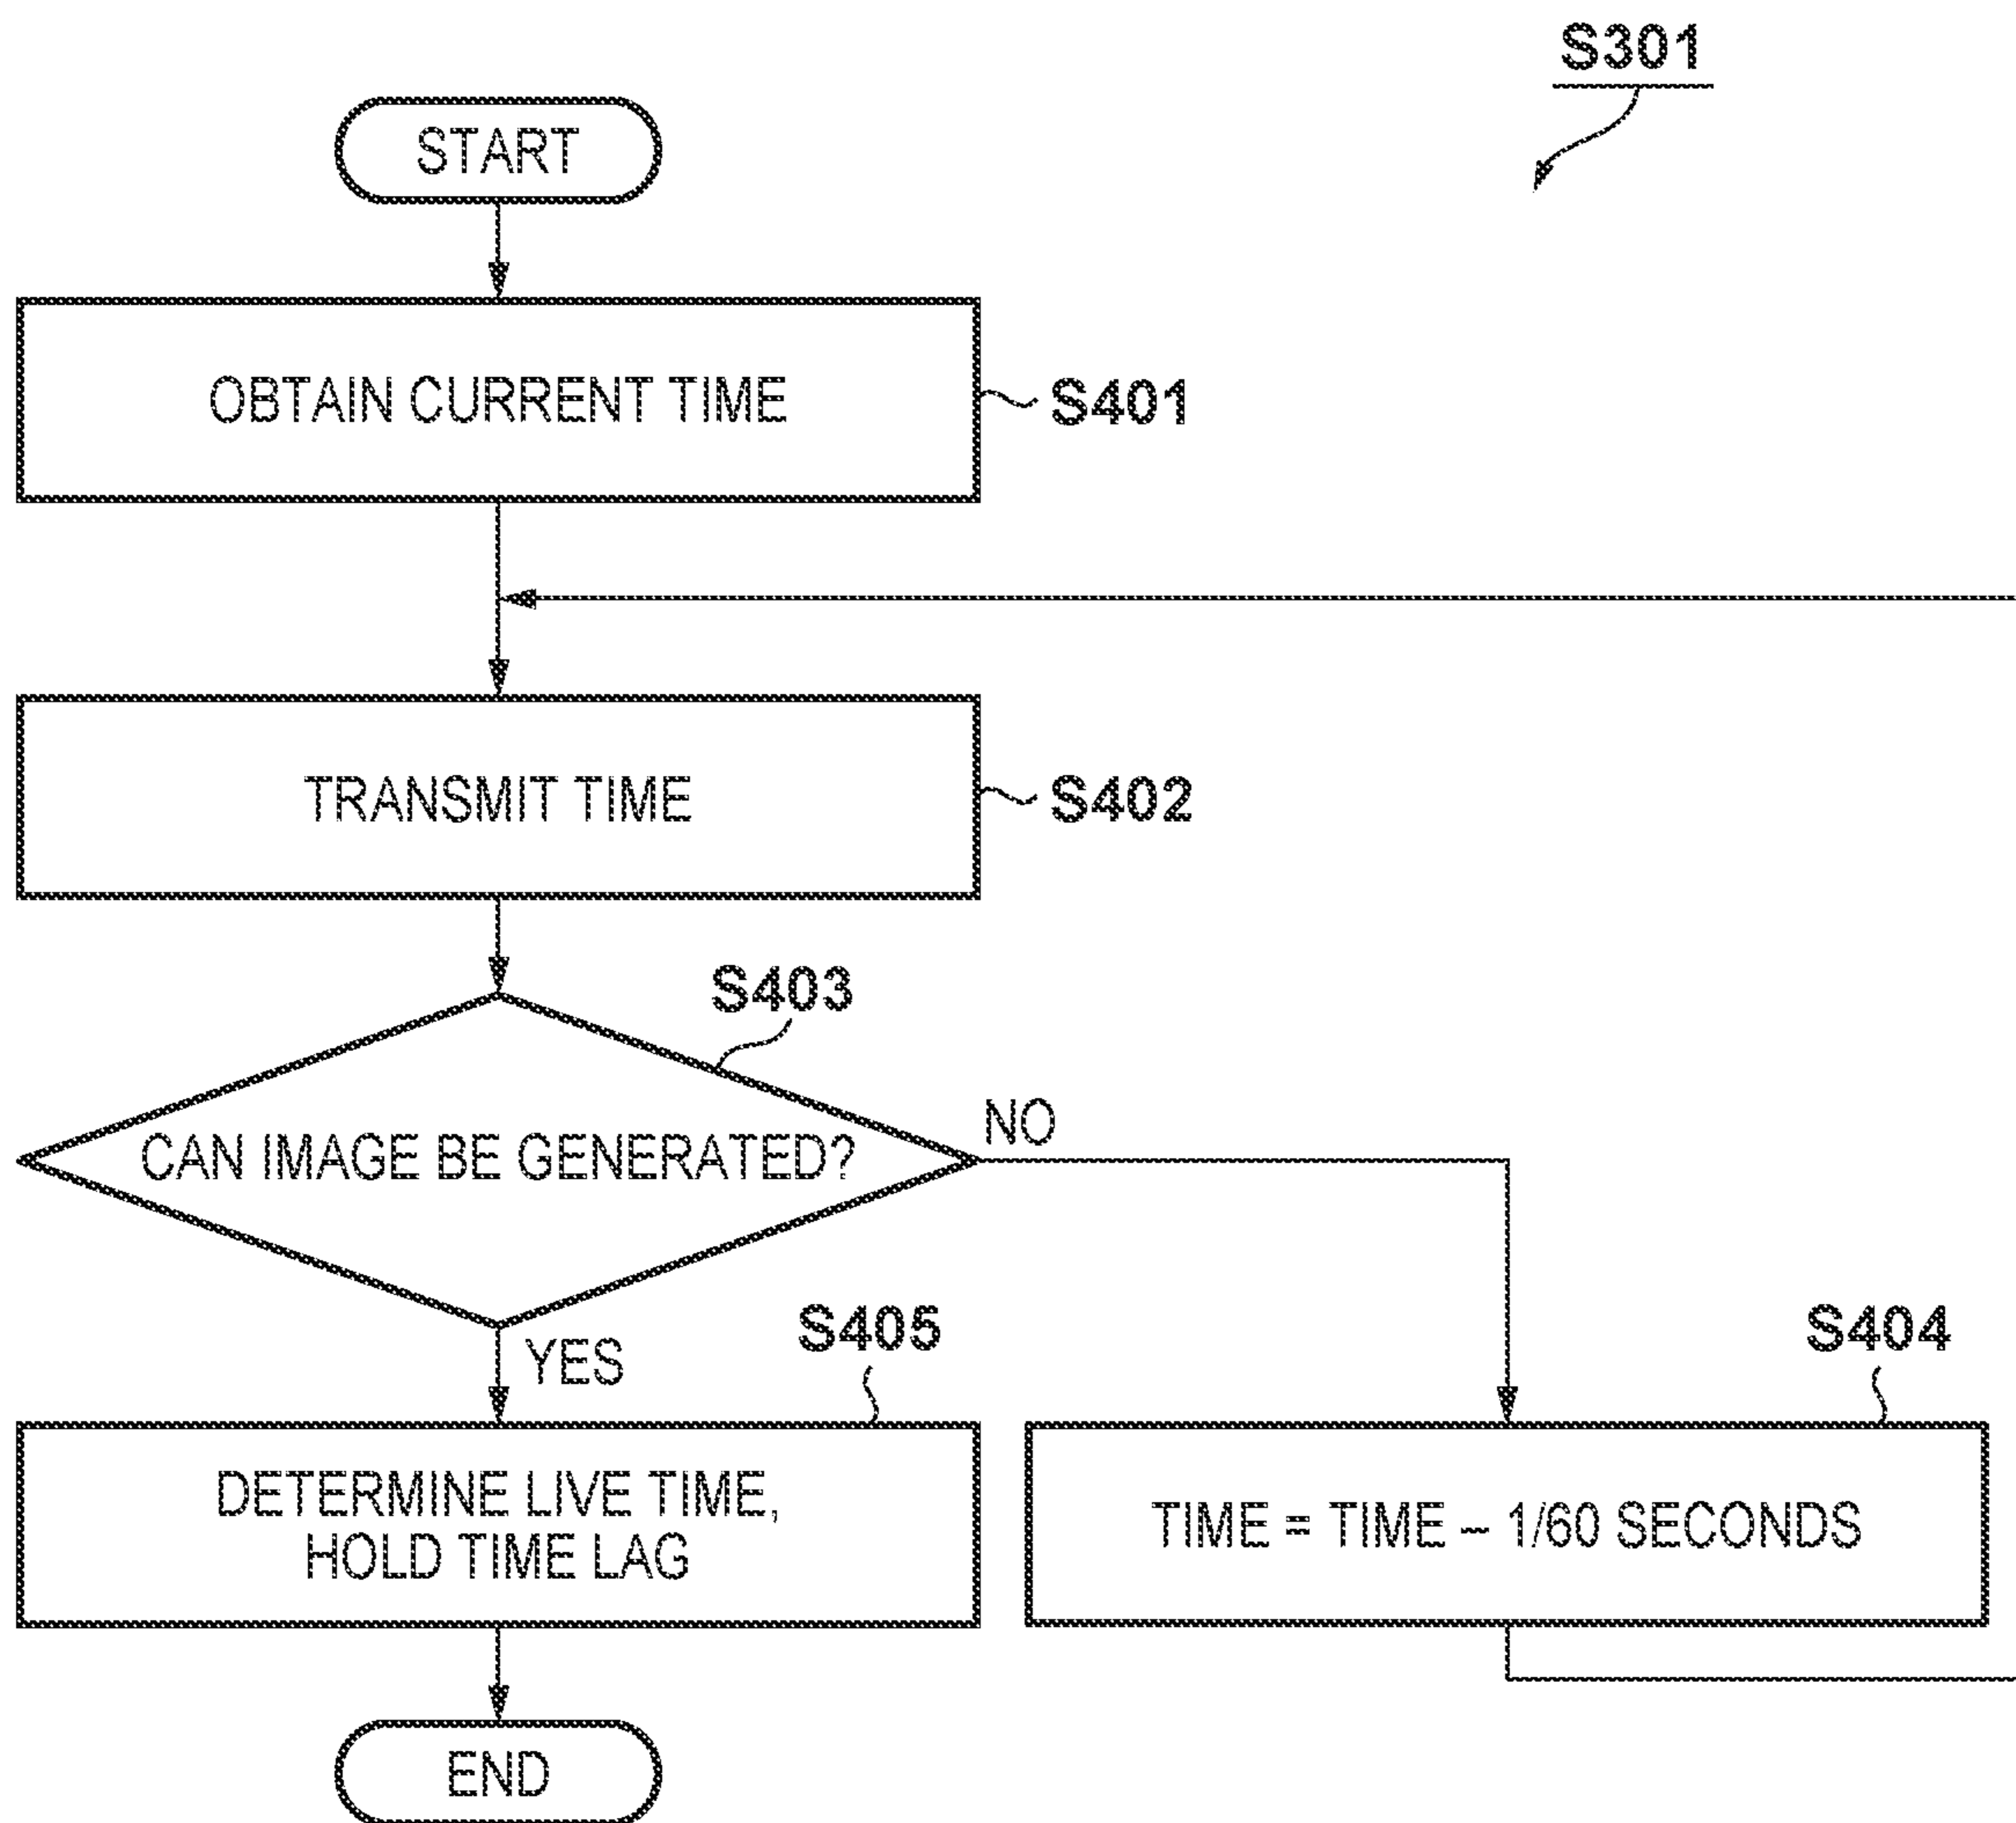 S301
START
OBTAIN CURRENT TIME
S401
TRANSMIT TIME
S402
S403
CAN IMAGE BE GENERATED?
NO
YES
S405
S404
DETERMINE LIVE TIME,
HOLD TIME LAG
TIME = TIME – 1/60 SECONDS
END